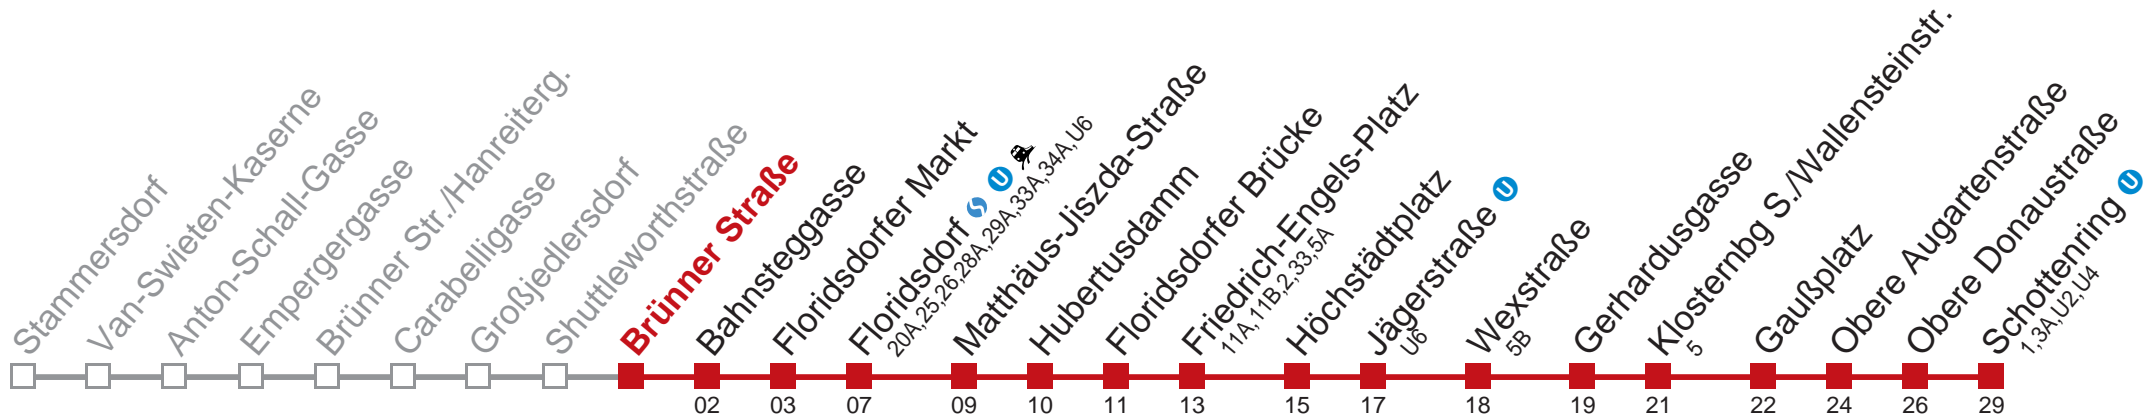 Stammersdorf
Van-Swieten-Kaserne
Anton-Schall-Gasse
Empergergasse
Brünner Str./Hanreiterg.
Carabelligasse
Großjedlersdorf
Shuttleworthstraße
Brünner Straße
Bahnsteggasse
Floridsdorfer Markt
Floridsdorf S U
20A,25,26,28A,29A,33A,34A,U6
Matthäus-Jiszda-Straße
Hubertusdamm
Floridsdorfer Brücke
Friedrich-Engels-Platz
11A,11B,2,33,5A
Höchstädtplatz
Jägerstraße U
U6
Wexstraße
5B
Gerhardusgasse
Klosternbg S./Wallensteinstr.
5
Gaußplatz
Obere Augartenstraße
Obere Donaustraße
Schottenring U
1,3A,U2,U4
02 03 07 09 10 11 13 15 17 18 19 21 22 24 26 29